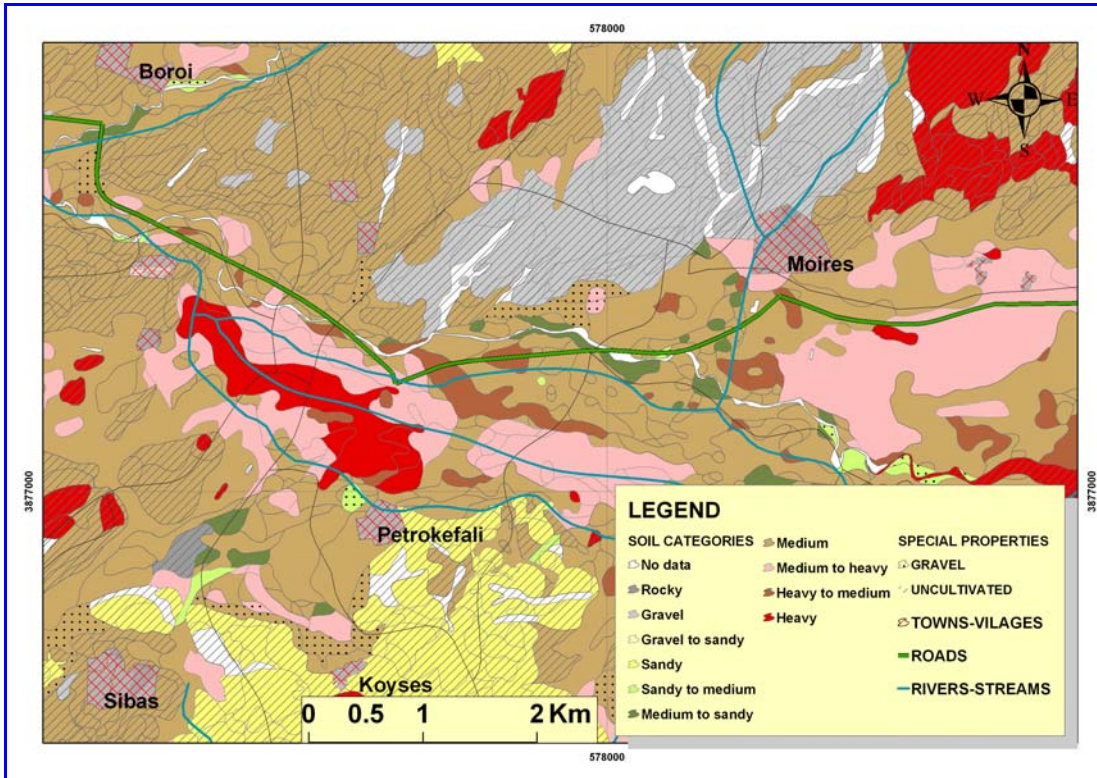 578000
Boroi
N
W E
S
Moires
3877000
3877000
Petrokefali
Sibas
Koyses
0 0.5 1 2 Km
LEGEND
SOIL CATEGORIES
No data
Rocky
Gravel
Gravel to sandy
Sandy
Sandy to medium
Medium to sandy
Medium
Medium to heavy
Heavy to medium
Heavy
SPECIAL PROPERTIES
GRAVEL
UNCULTIVATED
TOWNS-VILAGES
ROADS
RIVERS-STREAMS
578000